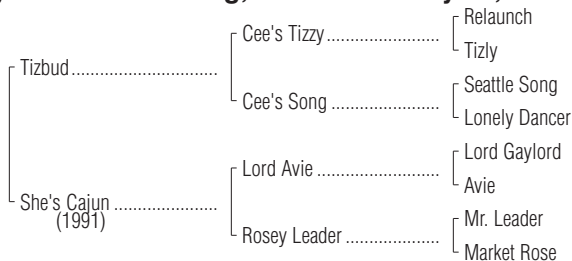 Relaunch
Cee's Tizzy ..........................
Tizly
Tizbud ..................................
Seattle Song
Cee's Song .........................
Lonely Dancer
Lord Gaylord
Lord Avie ............................
Avie
She's Cajun ........................
(1991)
Mr. Leader
Rosey Leader ......................
Market Rose